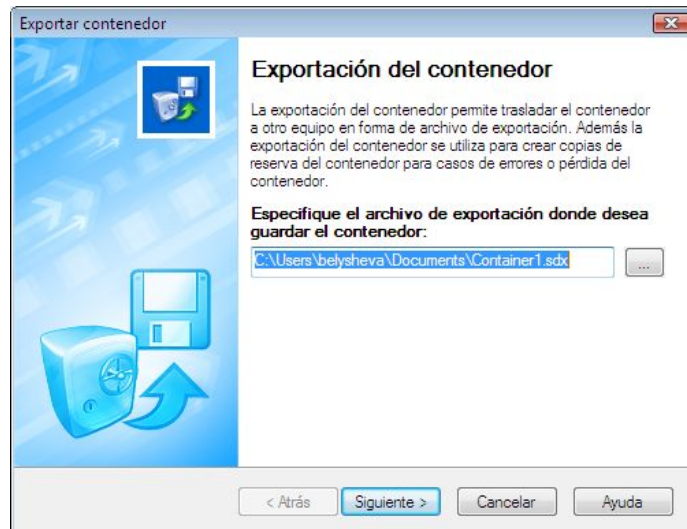 Exportar contenedor
Exportación del contenedor
La exportación del contenedor permite trasladar el contenedor
a otro equipo en forma de archivo de exportación. Además la
exportación del contenedor se utiliza para crear copias de
reserva del contenedor para casos de errores o pérdida del
contenedor.
Especifique el archivo de exportación donde desea
guardar el contenedor:
C:\Users\belysheva\Documents\Container1.sdx
...
< Atrás
Siguiente >
Cancelar
Ayuda